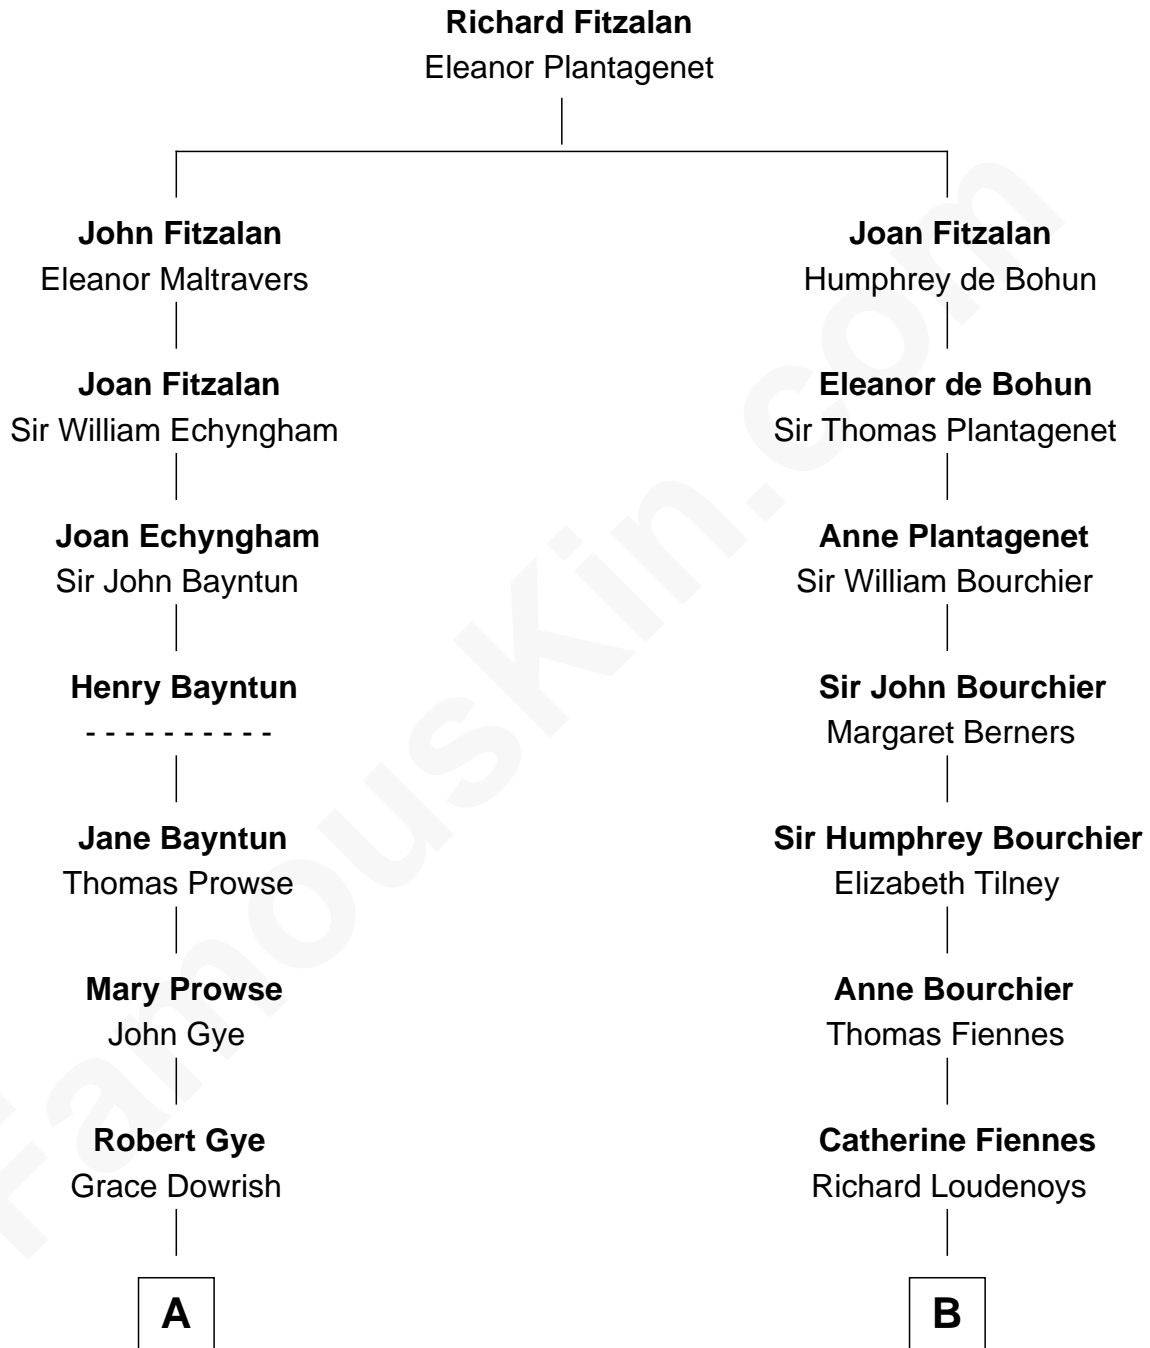 Richard Fitzalan
Eleanor Plantagenet
John Fitzalan
Eleanor Maltravers
Joan Fitzalan
Humphrey de Bohun
Joan Fitzalan
Sir William Echyngham
Eleanor de Bohun
Sir Thomas Plantagenet
Joan Echyngham
Sir John Bayntun
Anne Plantagenet
Sir William Bourchier
Henry Bayntun
- - - - - - - - - -
Sir John Bourchier
Margaret Berners
Jane Bayntun
Thomas Prowse
Sir Humphrey Bourchier
Elizabeth Tilney
Mary Prowse
John Gye
Anne Bourchier
Thomas Fiennes
Robert Gye
Grace Dowrish
Catherine Fiennes
Richard Loudenoys
A
B
FamousKin.com